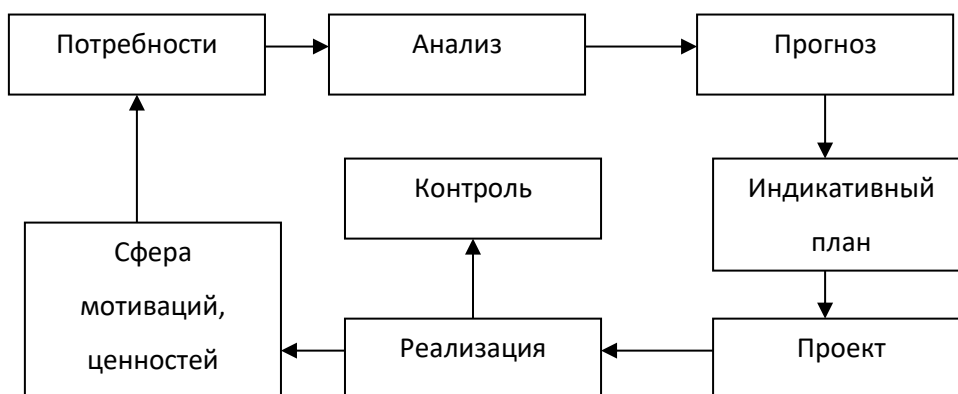 Потребности
Анализ
Прогноз
Контроль
Индикативный
план
Сфера
мотиваций,
ценностей
Реализация
Проект